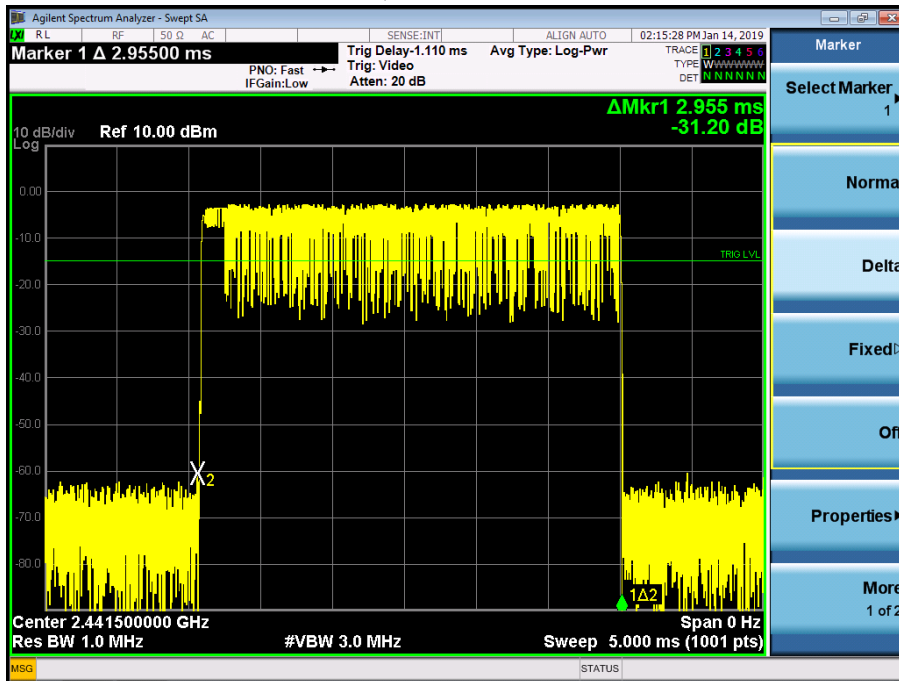 Agilent Spectrum Analyzer - Swept SA
LXI RL RF 50 Ω AC SENSE:INT ALIGN AUTO 02:15:28 PM Jan 14, 2019
Marker 1 Δ 2.95500 ms
PNO: Fast
IFGain:Low
Trig Delay-1.110 ms
Trig: Video
Atten: 20 dB
Avg Type: Log-Pwr
TRACE 1 2 3 4 5 6
TYPE WWWWWWW
DET N N N N N N
ΔMkr1 2.955 ms
-31.20 dB
10 dB/div Ref 10.00 dBm
Log
0.00
-10.0
TRIG LVL
-20.0
-30.0
-40.0
-50.0
-60.0
2
-70.0
-80.0
1Δ2
Center 2.441500000 GHz Span 0 Hz
Res BW 1.0 MHz #VBW 3.0 MHz Sweep 5.000 ms (1001 pts)
MSG STATUS
Marker
Select Marker
1
Norma
Delta
Fixed
Off
Properties
More
1 of 2